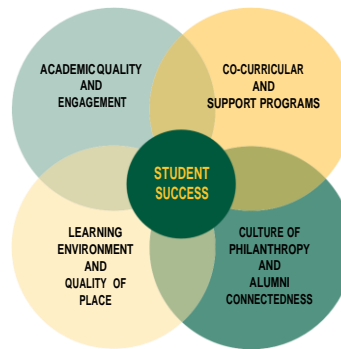 ACADEMIC QUALITY
AND
ENGAGEMENT
CO-CURRICULAR
AND
SUPPORT PROGRAMS
STUDENT
SUCCESS
LEARNING
ENVIRONMENT
AND
QUALITY OF
PLACE
CULTURE OF
PHILANTHROPY
AND
ALUMNI
CONNECTEDNESS